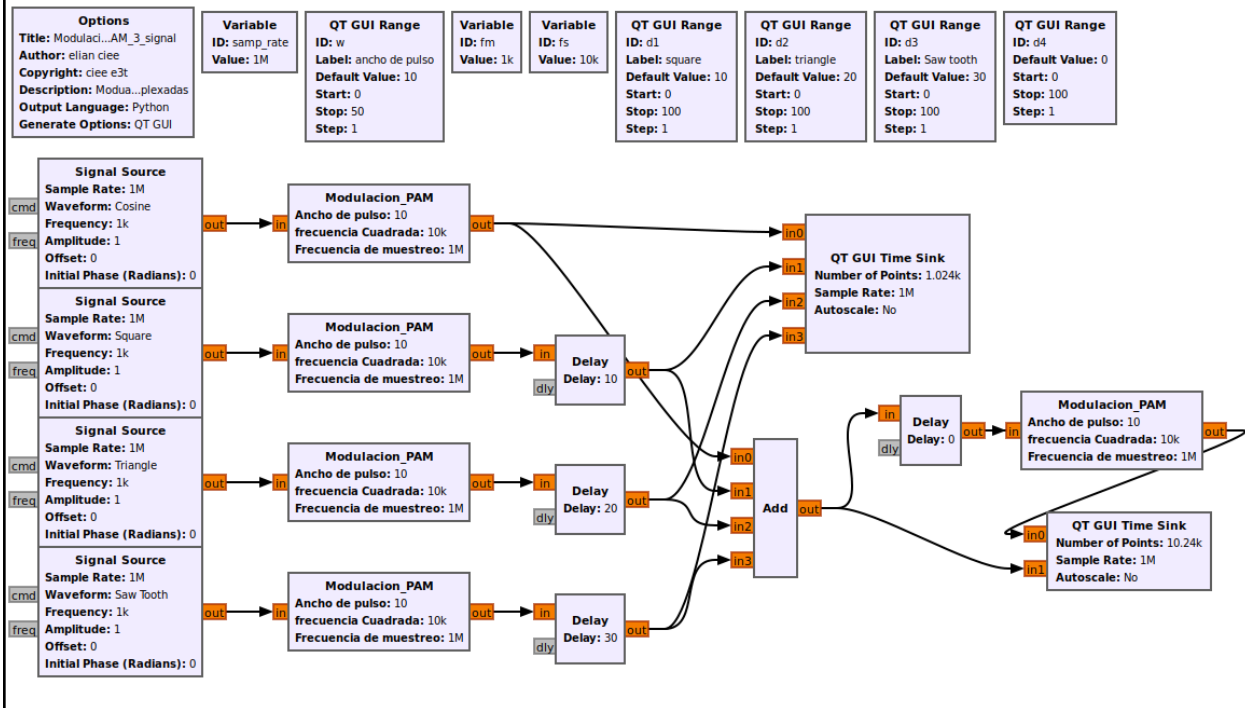 Options
Title: Modulaci...AM_3_signal
Author: elian ciee
Copyright: ciee e3t
Description: Modua...plexadas
Output Language: Python
Generate Options: QT GUI
Variable
ID: samp_rate
Value: 1M
QT GUI Range
ID: w
Label: ancho de pulso
Default Value: 10
Start: 0
Stop: 50
Step: 1
Variable
ID: fm
Value: 1k
Variable
ID: fs
Value: 10k
QT GUI Range
ID: d1
Label: square
Default Value: 10
Start: 0
Stop: 100
Step: 1
QT GUI Range
ID: d2
Label: triangle
Default Value: 20
Start: 0
Stop: 100
Step: 1
QT GUI Range
ID: d3
Label: Saw tooth
Default Value: 30
Start: 0
Stop: 100
Step: 1
QT GUI Range
ID: d4
Default Value: 0
Start: 0
Stop: 100
Step: 1
Signal Source
Sample Rate: 1M
Waveform: Cosine
Frequency: 1k
Amplitude: 1
Offset: 0
Initial Phase (Radians): 0
cmd
freq
out
in
Modulacion_PAM
Ancho de pulso: 10
frecuencia Cuadrada: 10k
Frecuencia de muestreo: 1M
out
in0
in1
in2
in3
QT GUI Time Sink
Number of Points: 1.024k
Sample Rate: 1M
Autoscale: No
Signal Source
Sample Rate: 1M
Waveform: Square
Frequency: 1k
Amplitude: 1
Offset: 0
Initial Phase (Radians): 0
cmd
freq
out
in
Modulacion_PAM
Ancho de pulso: 10
frecuencia Cuadrada: 10k
Frecuencia de muestreo: 1M
out
in
dly
Delay
Delay: 10
out
Signal Source
Sample Rate: 1M
Waveform: Triangle
Frequency: 1k
Amplitude: 1
Offset: 0
Initial Phase (Radians): 0
cmd
freq
out
in
Modulacion_PAM
Ancho de pulso: 10
frecuencia Cuadrada: 10k
Frecuencia de muestreo: 1M
out
in
dly
Delay
Delay: 20
out
in0
in1
in2
in3
Add
out
in
dly
Delay
Delay: 0
out
in
Modulacion_PAM
Ancho de pulso: 10
frecuencia Cuadrada: 10k
Frecuencia de muestreo: 1M
out
in0
in1
QT GUI Time Sink
Number of Points: 10.24k
Sample Rate: 1M
Autoscale: No
Signal Source
Sample Rate: 1M
Waveform: Saw Tooth
Frequency: 1k
Amplitude: 1
Offset: 0
Initial Phase (Radians): 0
cmd
freq
out
in
Modulacion_PAM
Ancho de pulso: 10
frecuencia Cuadrada: 10k
Frecuencia de muestreo: 1M
out
in
dly
Delay
Delay: 30
out